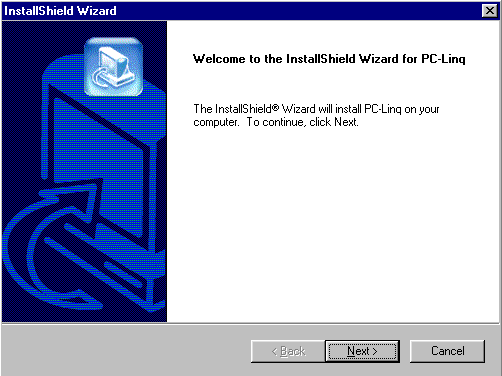 InstallShield Wizard
Welcome to the InstallShield Wizard for PC-Linq
The InstallShield® Wizard will install PC-Linq on your
computer. To continue, click Next.
< Back Next > Cancel